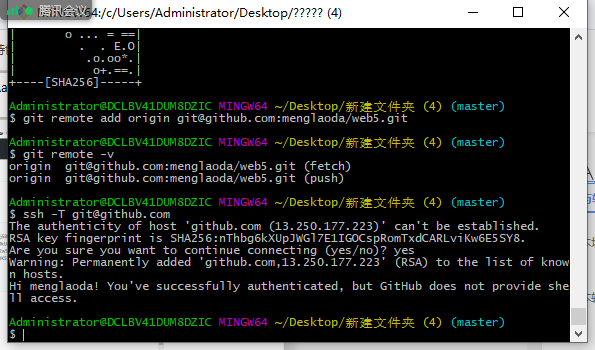 腾讯会议 64:/c/Users/Administrator/Desktop/????? (4)
|       o ... = ==|
|        .  . E.O|
|         .o.oo*.|
|          o+.==.|
+----[SHA256]-----+
Administrator@DCLBV41DUM8DZIC MINGW64 ~/Desktop/新建文件夹 (4) (master)
$ git remote add origin git@github.com:menglaoda/web5.git
Administrator@DCLBV41DUM8DZIC MINGW64 ~/Desktop/新建文件夹 (4) (master)
$ git remote -v
origin  git@github.com:menglaoda/web5.git (fetch)
origin  git@github.com:menglaoda/web5.git (push)
Administrator@DCLBV41DUM8DZIC MINGW64 ~/Desktop/新建文件夹 (4) (master)
$ ssh -T git@github.com
The authenticity of host 'github.com (13.250.177.223)' can't be established.
RSA key fingerprint is SHA256:nThbg6kXUpJWGl7E1IGOCspRomTxdCARLviKw6E5SY8.
Are you sure you want to continue connecting (yes/no)? yes
Warning: Permanently added 'github.com,13.250.177.223' (RSA) to the list of know
n hosts.
Hi menglaoda! You've successfully authenticated, but GitHub does not provide she
ll access.
Administrator@DCLBV41DUM8DZIC MINGW64 ~/Desktop/新建文件夹 (4) (master)
$